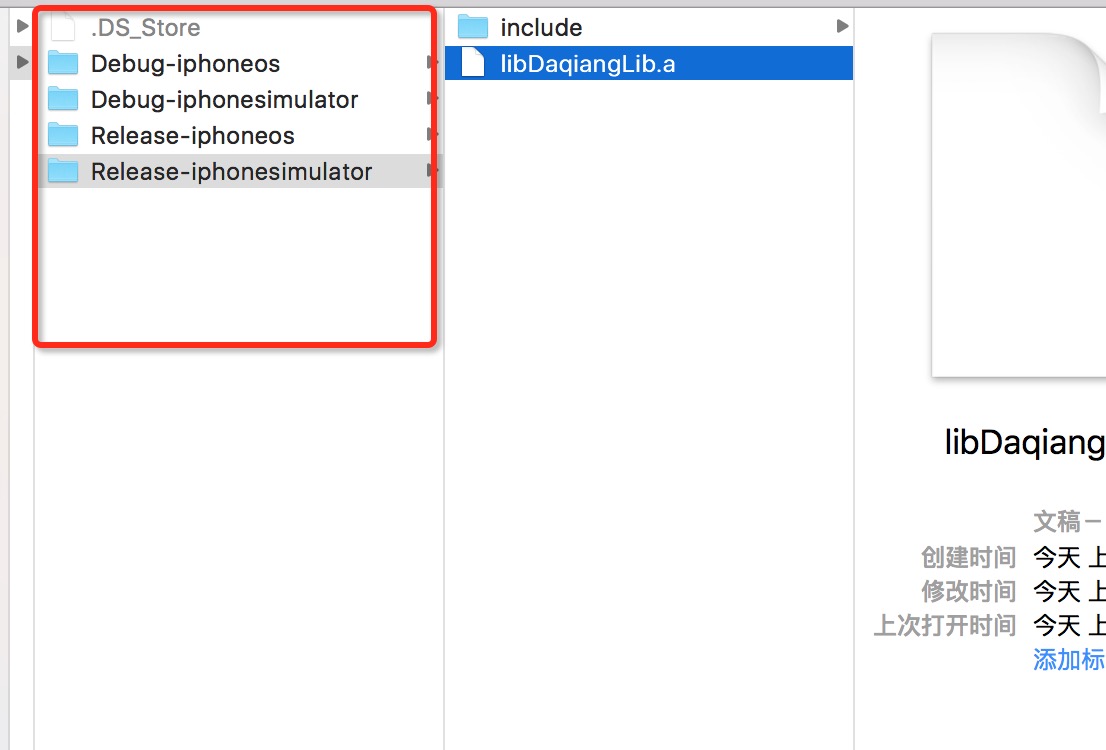 .DS_Store
Debug-iphoneos
Debug-iphonesimulator
Release-iphoneos
Release-iphonesimulator
include
libDaqiangLib.a
libDaqiang
文稿 –
创建时间 今天 上
修改时间 今天 上
上次打开时间 今天 上
添加标